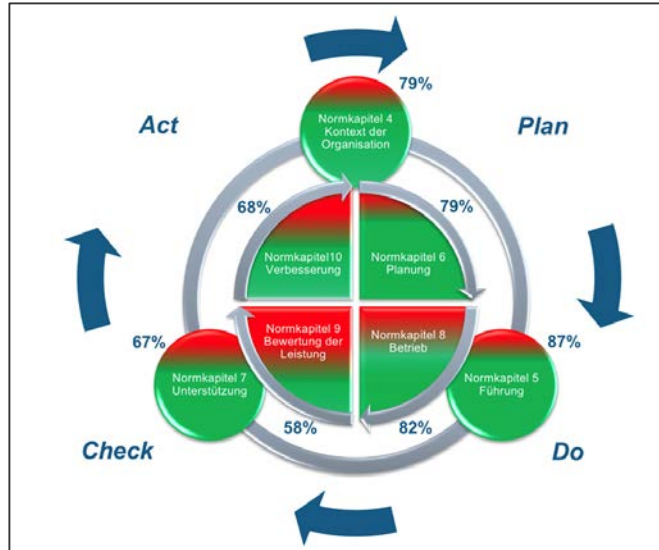 79%
Act
Plan
Normkapitel 4
Kontext der
Organisation
68%
79%
Normkapitel10
Verbesserung
Normkapitel 6
Planung
Normkapitel 9
Bewertung der
Leistung
Normkapitel 8
Betrieb
67%
87%
Normkapitel 7
Unterstützung
Normkapitel 5
Führung
58%
82%
Check
Do